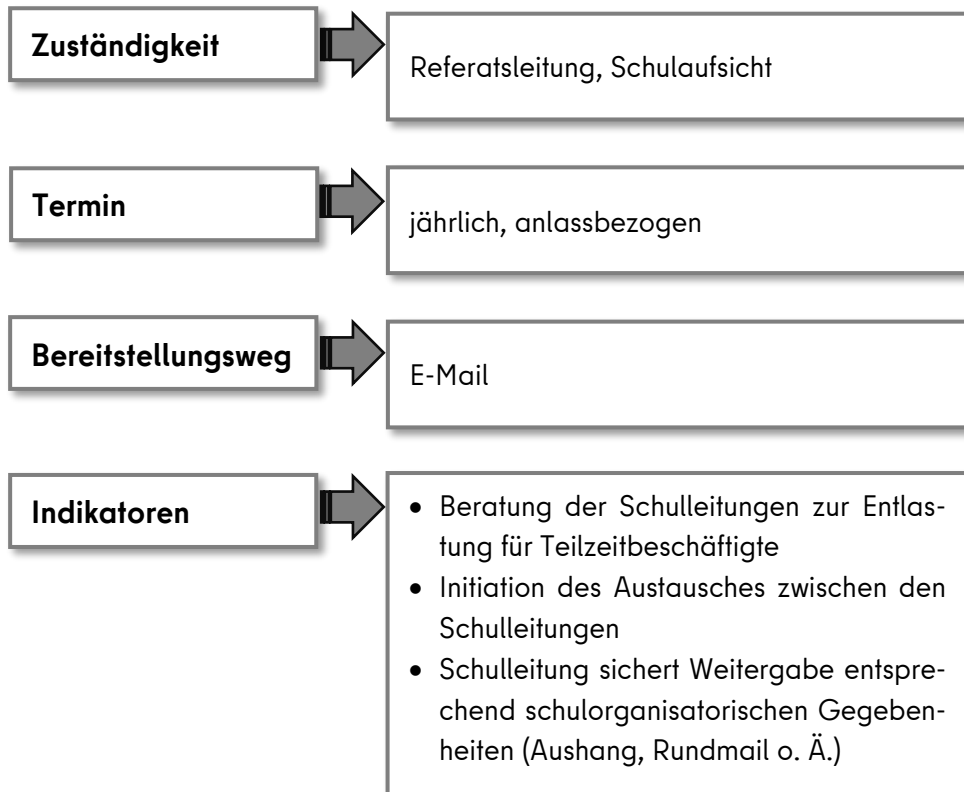 Zuständigkeit
Referatsleitung, Schulaufsicht
Termin
jährlich, anlassbezogen
Bereitstellungsweg
E-Mail
Indikatoren
• Beratung der Schulleitungen zur Entlas-
tung für Teilzeitbeschäftigte
• Initiation des Austausches zwischen den
Schulleitungen
• Schulleitung sichert Weitergabe entspre-
chend schulorganisatorischen Gegeben-
heiten (Aushang, Rundmail o. Ä.)